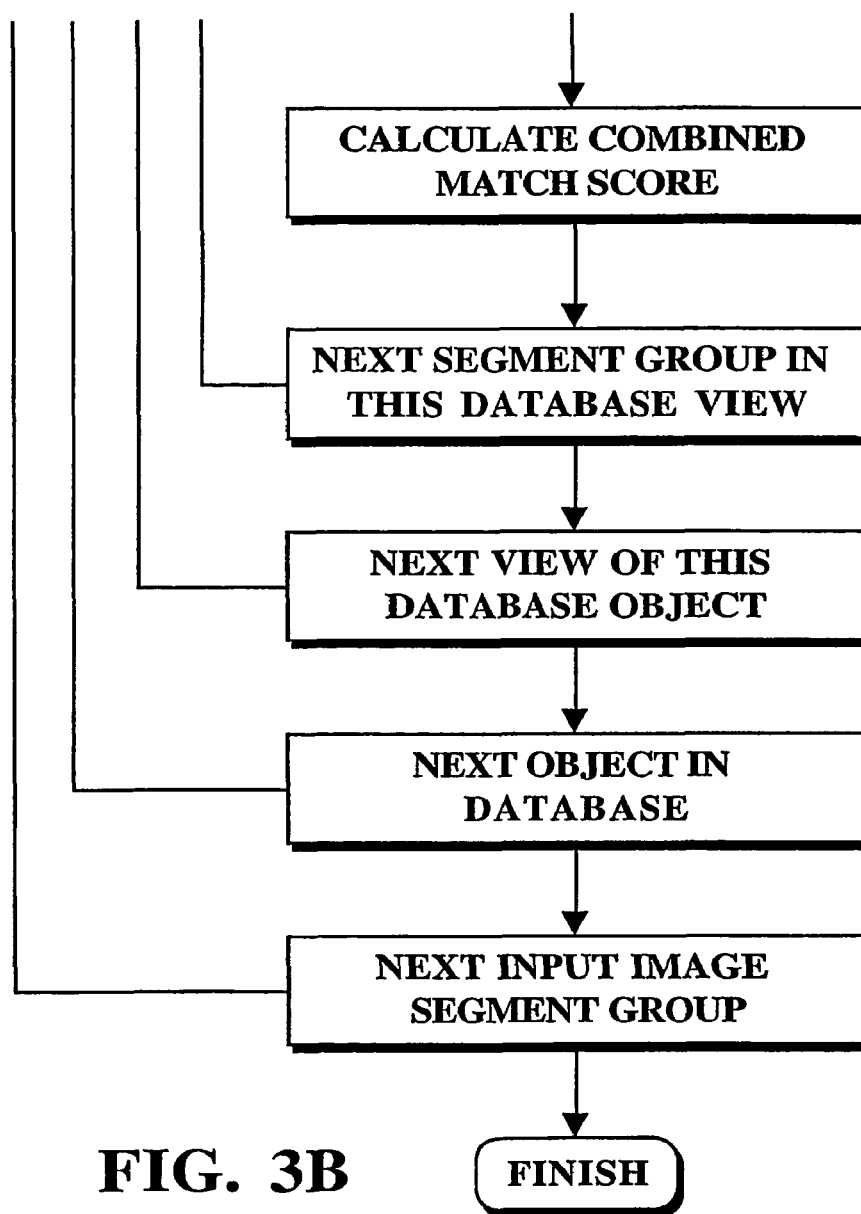 CALCULATE COMBINED
MATCH SCORE
NEXT SEGMENT GROUP IN
THIS DATABASE VIEW
NEXT VIEW OF THIS
DATABASE OBJECT
NEXT OBJECT IN
DATABASE
NEXT INPUT IMAGE
SEGMENT GROUP
FINISH
FIG. 3B